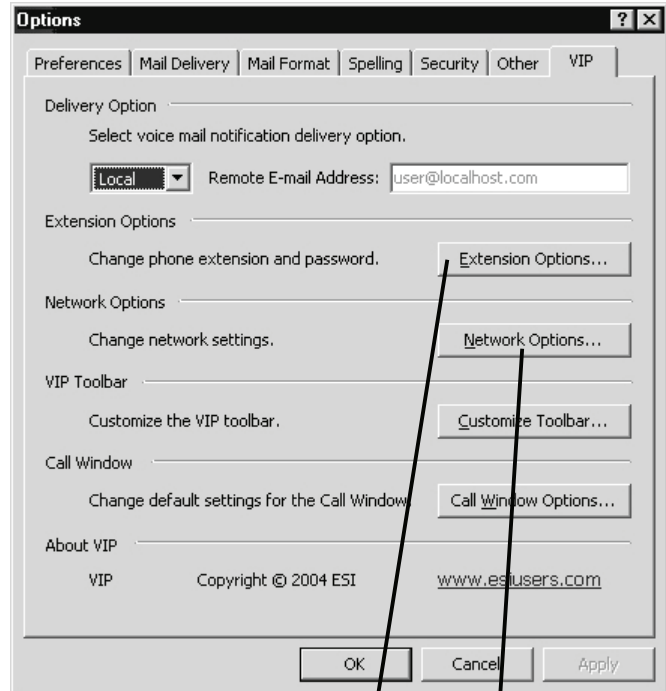 Options
Preferences Mail Delivery Mail Format Spelling Security Other VIP
Delivery Option
Select voice mail notification delivery option.
Local Remote E-mail Address: user@localhost.com
Extension Options
Change phone extension and password. Extension Options...
Network Options
Change network settings. Network Options...
VIP Toolbar
Customize the VIP toolbar. Customize Toolbar...
Call Window
Change default settings for the Call Window. Call Window Options...
About VIP
VIP Copyright © 2004 ESI www.esiusers.com
OK Cancel Apply